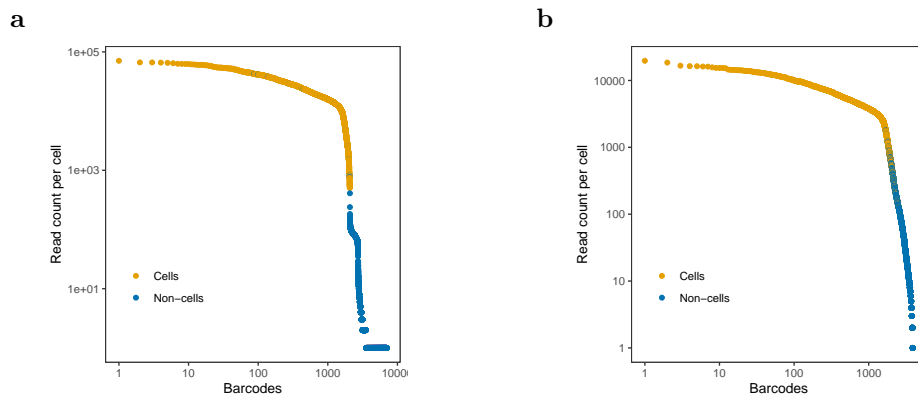 a
b
1e+05
1e+03
1e+01
Read count per cell
Cells
Non−cells
1
10
100
1000
10000
Barcodes
10000
1000
100
10
1
Read count per cell
Cells
Non−cells
1
10
100
1000
Barcodes